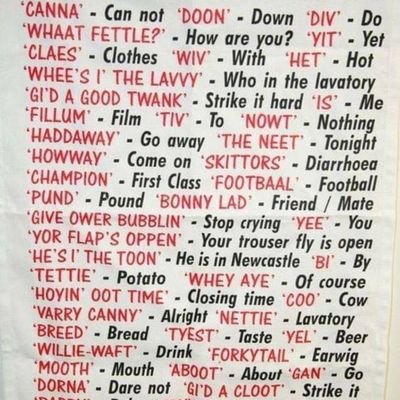 'CANNA' - Can not 'DOON' - Down 'DIV' - Do
'WHAAT FETTLE?' - How are you? 'YIT' - Yet
'CLAES' - Clothes 'WIV' - With 'HET' - Hot
'WHEE'S I' THE LAVVY' - Who in the lavatory
'GI'D A GOOD TWANK' - Strike it hard 'IS' - Me
'FILLUM' - Film 'TIV' - To 'NOWT' - Nothing
'HADDAWAY' - Go away 'THE NEET' - Tonight
'HOWWAY' - Come on 'SKITTORS' - Diarrhoea
'CHAMPION' - First Class 'FOOTBAAL' - Football
'PUND' - Pound 'BONNY LAD' - Friend / Mate
'GIVE OWER BUBBLIN' - Stop crying 'YEE' - You
'YOR FLAP'S OPPEN' - Your trouser fly is open
'HE'S I' THE TOON' - He is in Newcastle 'BI' - By
'TETTIE' - Potato 'WHEY AYE' - Of course
'HOYIN' OOT TIME' - Closing time 'COO' - Cow
'VARRY CANNY' - Alright 'NETTIE' - Lavatory
'BREED' - Bread 'TYEST' - Taste 'YEL' - Beer
'WILLIE-WAFT' - Drink 'FORKYTAIL' - Earwig
'MOOTH' - Mouth 'ABOOT' - About 'GAN' - Go
'DORNA' - Dare not 'GI'D A CLOOT' - Strike it